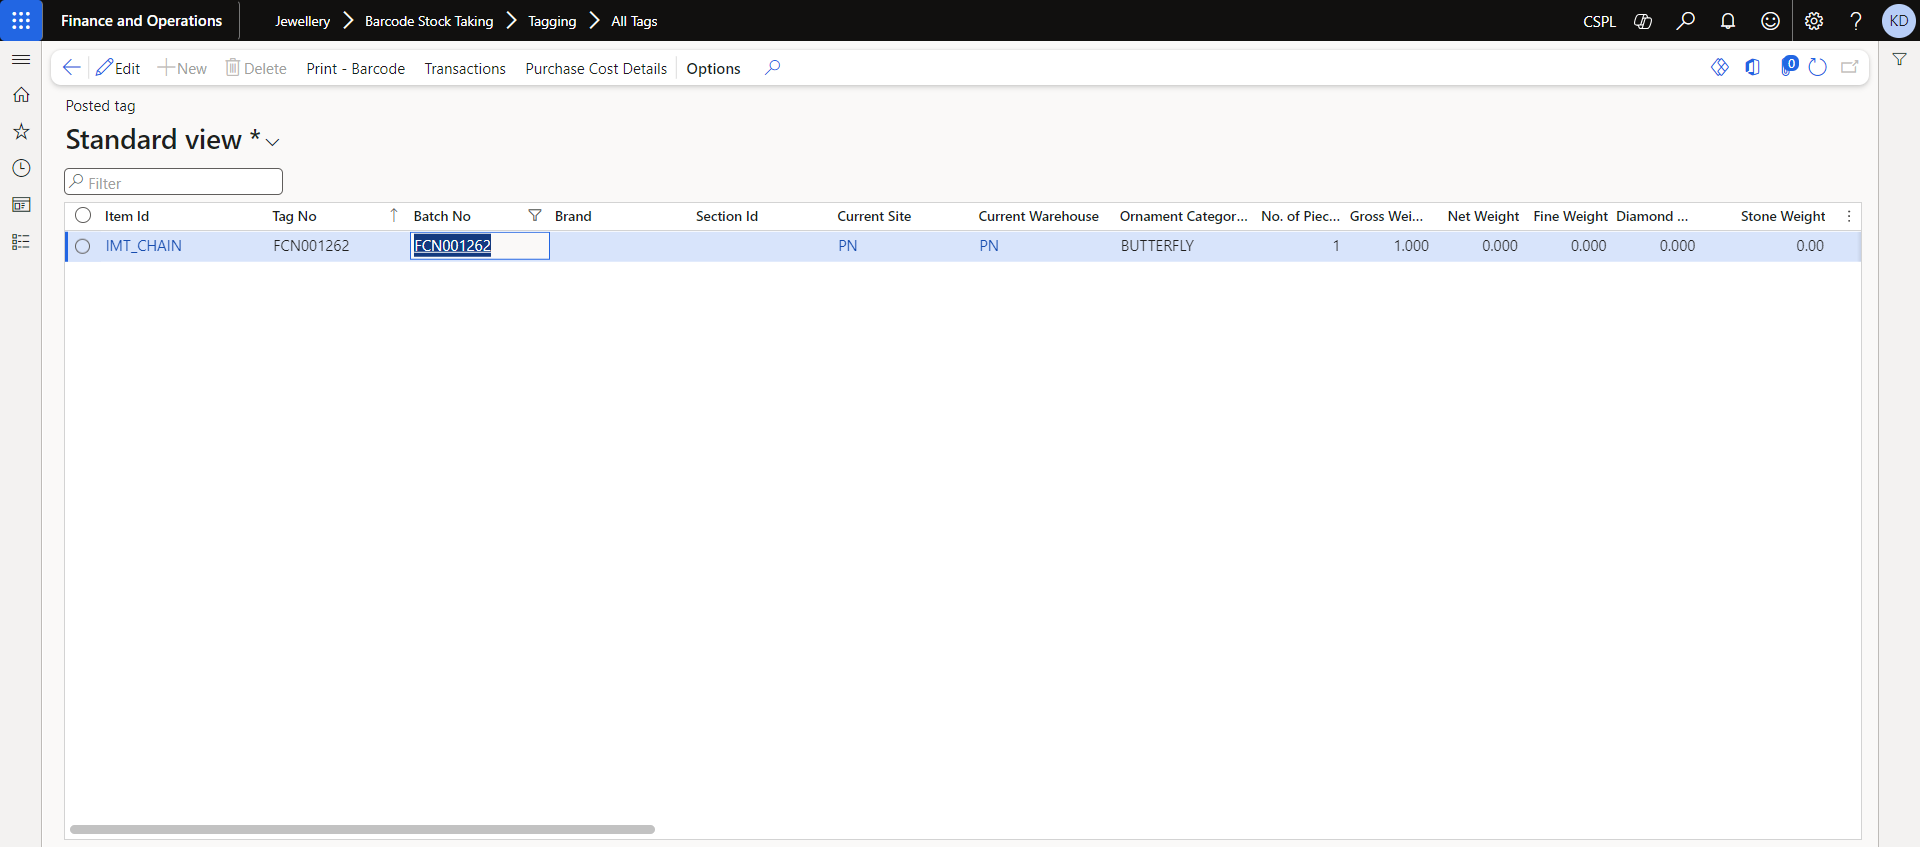 Finance and Operations Jewellery Barcode Stock Taking Tagging All Tags CSPL KD
Edit New Delete Print - Barcode Transactions Purchase Cost Details Options 0
Posted tag
Standard view *
Filter
Item Id Tag No Batch No Brand Section Id Current Site Current Warehouse Ornament Categor... No. of Piec... Gross Wei... Net Weight Fine Weight Diamond ... Stone Weight
IMT_CHAIN FCN001262 FCN001262 PN PN BUTTERFLY 1 1.000 0.000 0.000 0.000 0.00